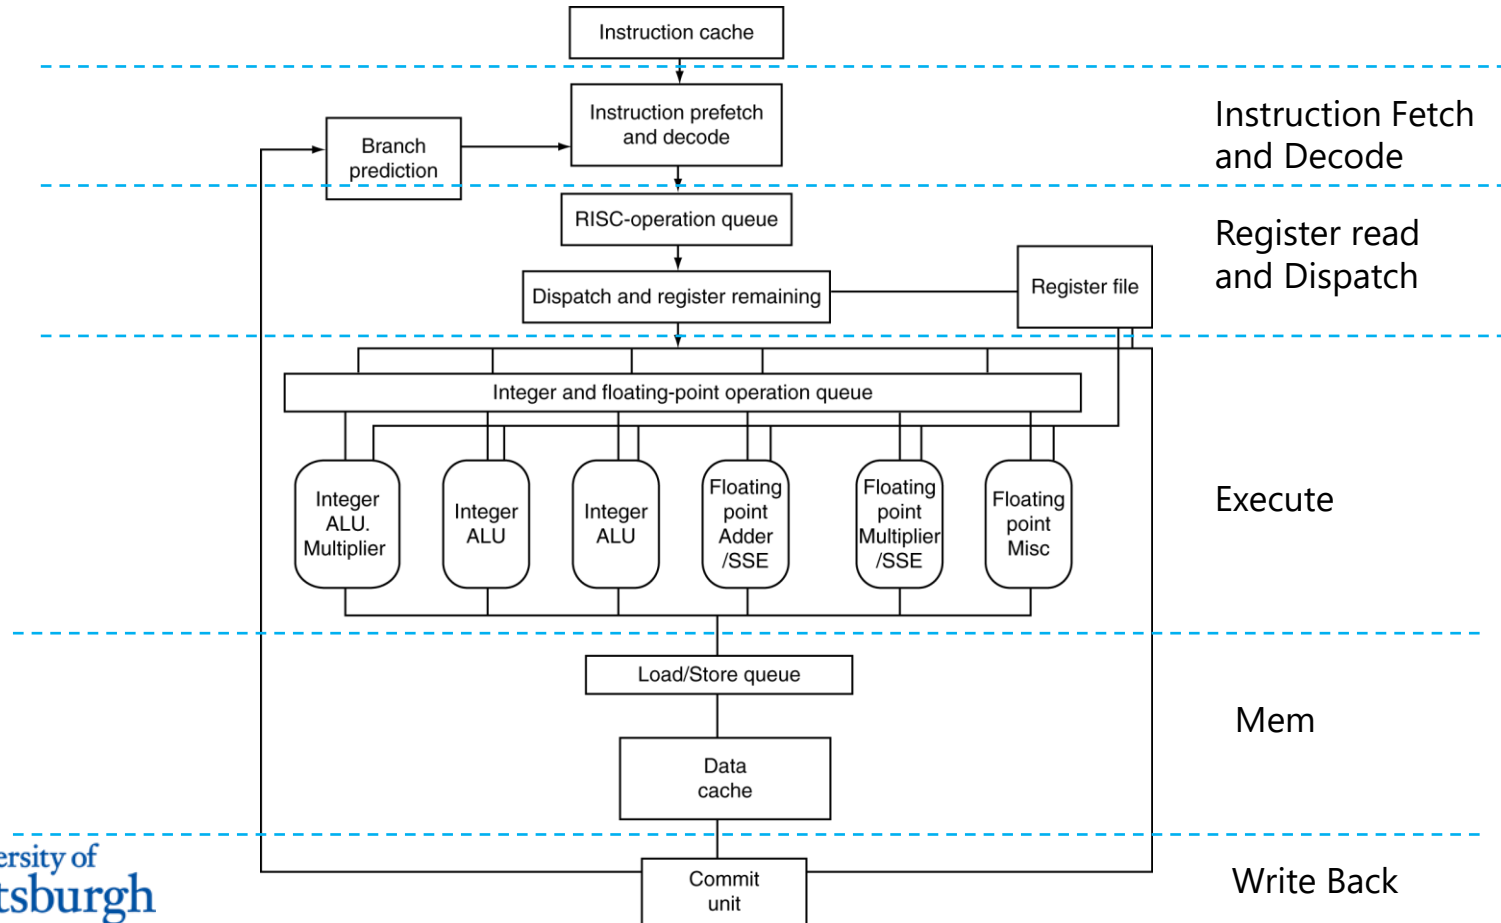 Instruction cache
Instruction prefetch
and decode
Instruction Fetch
and Decode
Branch
prediction
RISC-operation queue
Register read
and Dispatch
Dispatch and register remaining
Register file
Integer and floating-point operation queue
Integer
ALU.
Multiplier
Integer
ALU
Integer
ALU
Floating
point
Adder
/SSE
Floating
point
Multiplier
/SSE
Floating
point
Misc
Execute
Load/Store queue
Mem
Data
cache
ersity of
tsburgh
Commit
unit
Write Back